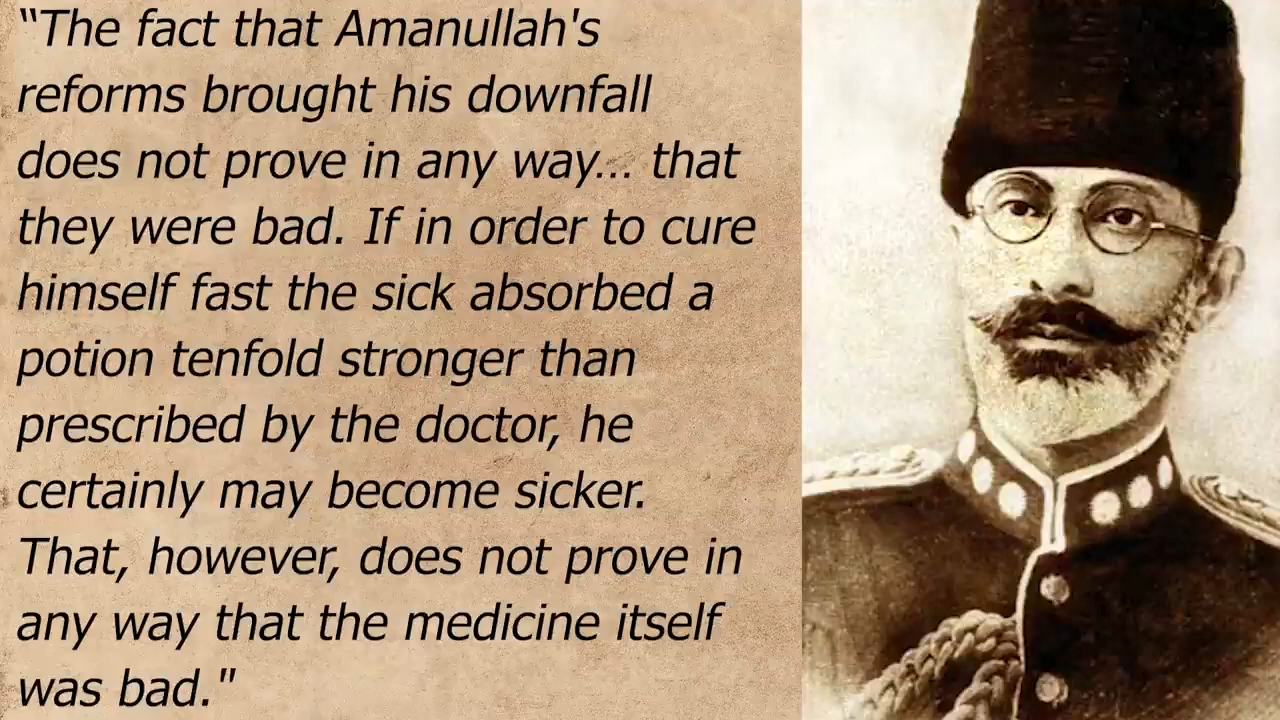 “The fact that Amanullah's
reforms brought his downfall
does not prove in any way... that
they were bad. If in order to cure
himself fast the sick absorbed a
potion tenfold stronger than
prescribed by the doctor, he
certainly may become sicker.
That, however, does not prove in
any way that the medicine itself
was bad."